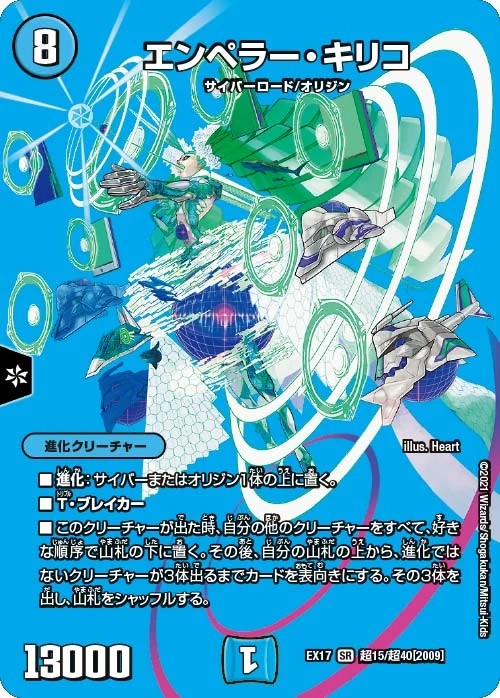 8
エンペラー・キリコ
サイバーロード/オリジン
進化クリーチャー
illus. Heart
■進化：サイバーまたはオリジン1体の上に置く。
■T・ブレイカー
■このクリーチャーが出た時、自分の他のクリーチャーをすべて、好き
な順序で山札の下に置く。その後、自分の山札の上から、進化では
ないクリーチャーが3体出るまでカードを表向きにする。その3体を
出し、山札をシャッフルする。
©2021 Wizards/Shogakukan/Mitsui-Kids
13000
1
EX17 SR 超15/超40[2009]